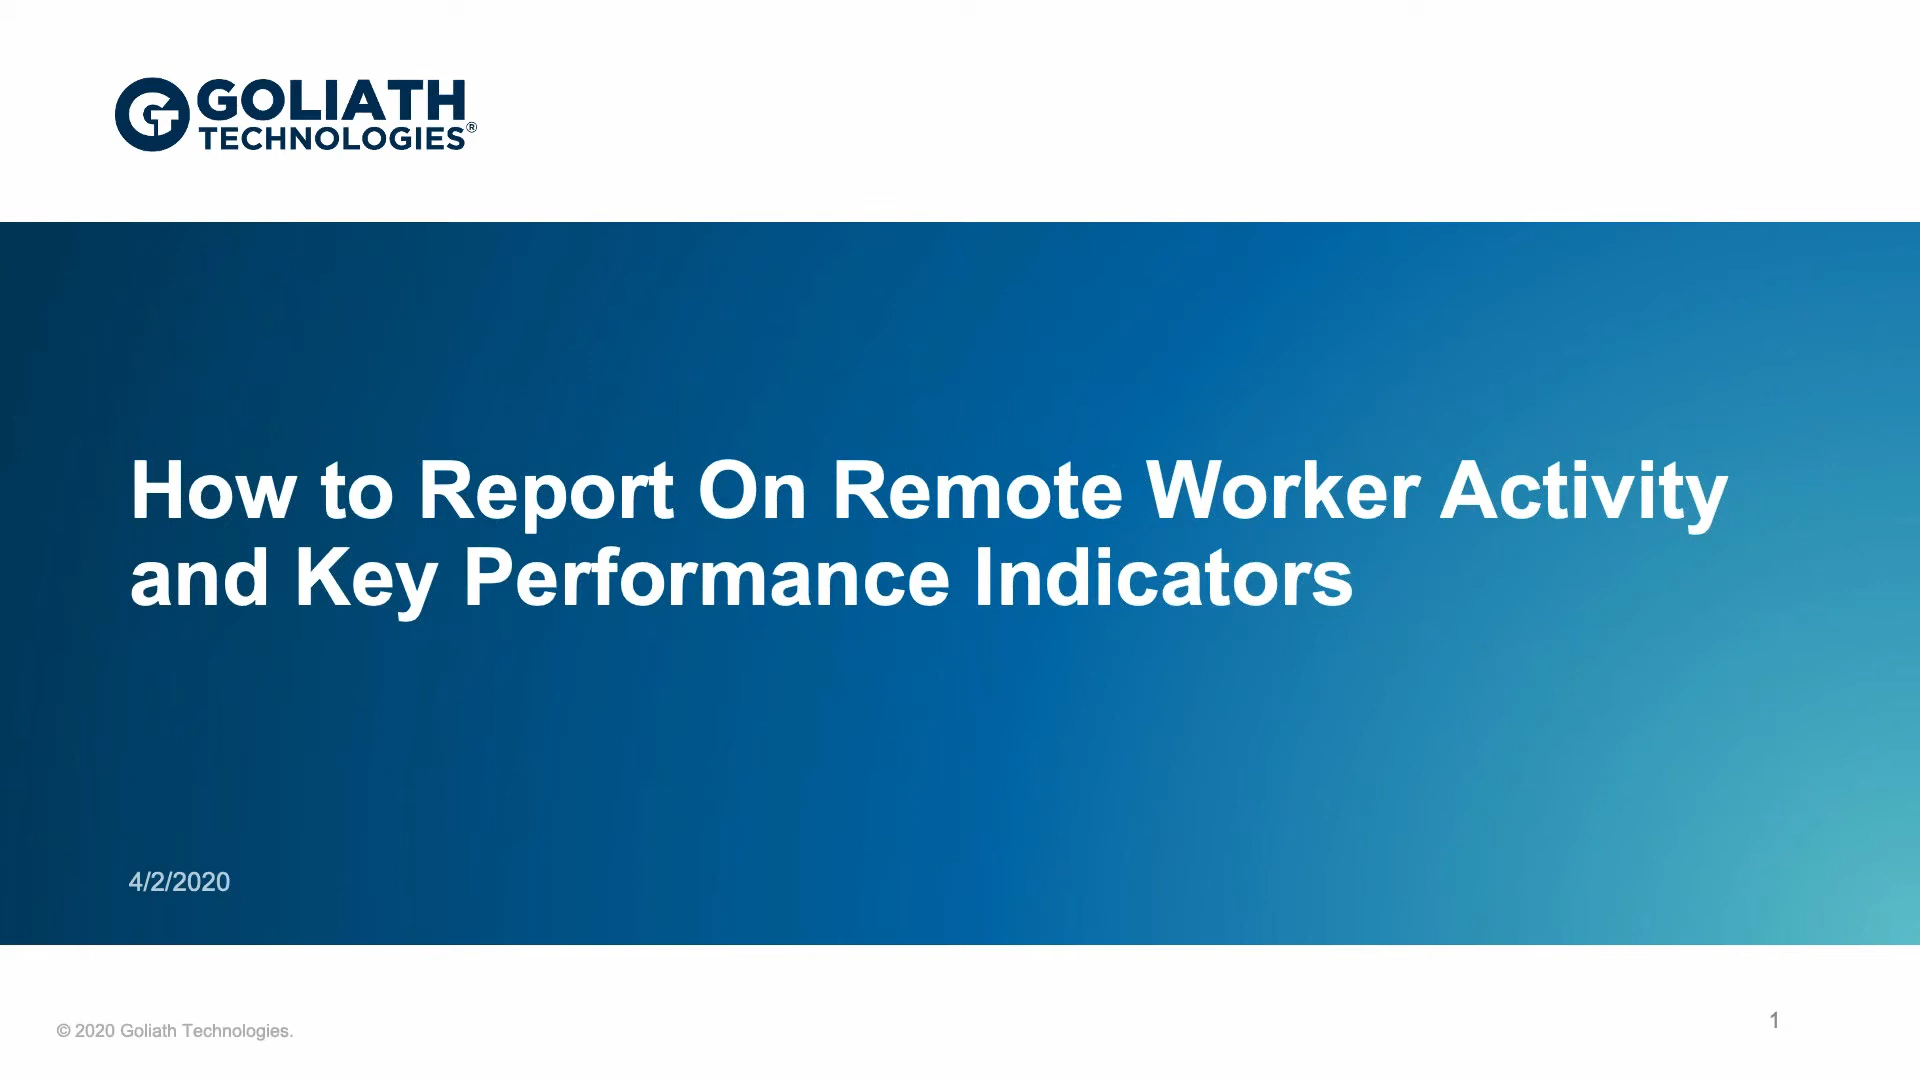 GOLIATH
TECHNOLOGIES®
How to Report On Remote Worker Activity
and Key Performance Indicators
4/2/2020
© 2020 Goliath Technologies.
1